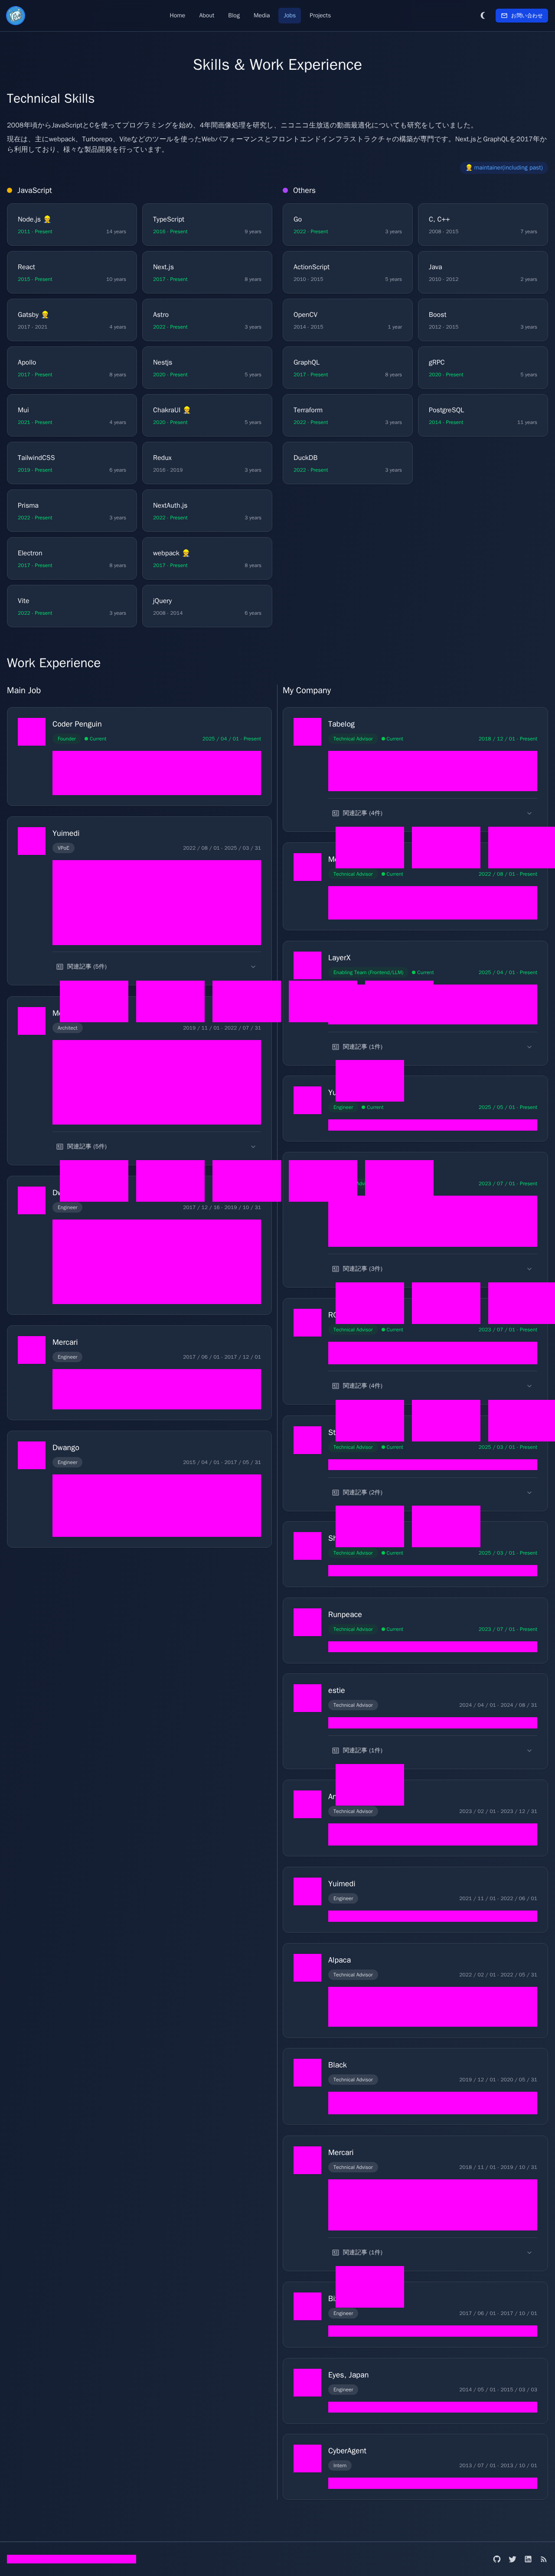 Home About Blog Media Jobs Projects お問い合わせ
Skills & Work Experience
Technical Skills
2008年頃からJavaScriptとCを使ってプログラミングを始め、4年間画像処理を研究し、ニコニコ生放送の動画最適化についても研究をしていました。
現在は、主にwebpack、Turborepo、Viteなどのツールを使ったWebパフォーマンスとフロントエンドインフラストラクチャの構築が専門です。Next.jsとGraphQLを2017年か
ら利用しており、様々な製品開発を行っています。
👷 maintainer(including past)
JavaScript
Node.js 👷
2011 - Present 14 years
TypeScript
2016 - Present 9 years
React
2015 - Present 10 years
Next.js
2017 - Present 8 years
Gatsby 👷
2017 - 2021 4 years
Astro
2022 - Present 3 years
Apollo
2017 - Present 8 years
Nestjs
2020 - Present 5 years
Mui
2021 - Present 4 years
ChakraUI 👷
2020 - Present 5 years
TailwindCSS
2019 - Present 6 years
Redux
2016 - 2019 3 years
Prisma
2022 - Present 3 years
NextAuth.js
2022 - Present 3 years
Electron
2017 - Present 8 years
webpack 👷
2017 - Present 8 years
Vite
2022 - Present 3 years
jQuery
2008 - 2014 6 years
Others
Go
2022 - Present 3 years
C, C++
2008 - 2015 7 years
ActionScript
2010 - 2015 5 years
Java
2010 - 2012 2 years
OpenCV
2014 - 2015 1 year
Boost
2012 - 2015 3 years
GraphQL
2017 - Present 8 years
gRPC
2020 - Present 5 years
Terraform
2022 - Present 3 years
PostgreSQL
2014 - Present 11 years
DuckDB
2022 - Present 3 years
Work Experience
Main Job
Coder Penguin
Founder Current 2025 / 04 / 01 - Present
Yuimedi
VPoE 2022 / 08 / 01 - 2025 / 03 / 31
関連記事 (5件)
Architect 2019 / 11 / 01 - 2022 / 07 / 31
関連記事 (5件)
Engineer 2017 / 12 / 16 - 2019 / 10 / 31
Mercari
Engineer 2017 / 06 / 01 - 2017 / 12 / 01
Dwango
Engineer 2015 / 04 / 01 - 2017 / 05 / 31
My Company
Tabelog
Technical Advisor Current 2018 / 12 / 01 - Present
関連記事 (4件)
Technical Advisor Current 2022 / 08 / 01 - Present
LayerX
Enabling Team (Frontend/LLM) Current 2025 / 04 / 01 - Present
関連記事 (1件)
Engineer Current 2025 / 05 / 01 - Present
2023 / 07 / 01 - Present
関連記事 (3件)
Technical Advisor Current 2023 / 07 / 01 - Present
関連記事 (4件)
Technical Advisor Current 2025 / 03 / 01 - Present
関連記事 (2件)
Technical Advisor Current 2025 / 03 / 01 - Present
Runpeace
Technical Advisor Current 2023 / 07 / 01 - Present
estie
Technical Advisor 2024 / 04 / 01 - 2024 / 08 / 31
関連記事 (1件)
Technical Advisor 2023 / 02 / 01 - 2023 / 12 / 31
Yuimedi
Engineer 2021 / 11 / 01 - 2022 / 06 / 01
Alpaca
Technical Advisor 2022 / 02 / 01 - 2022 / 05 / 31
Black
Technical Advisor 2019 / 12 / 01 - 2020 / 05 / 31
Mercari
Technical Advisor 2018 / 11 / 01 - 2019 / 10 / 31
関連記事 (1件)
Engineer 2017 / 06 / 01 - 2017 / 10 / 01
Eyes, Japan
Engineer 2014 / 05 / 01 - 2015 / 03 / 03
CyberAgent
Intern 2013 / 07 / 01 - 2013 / 10 / 01